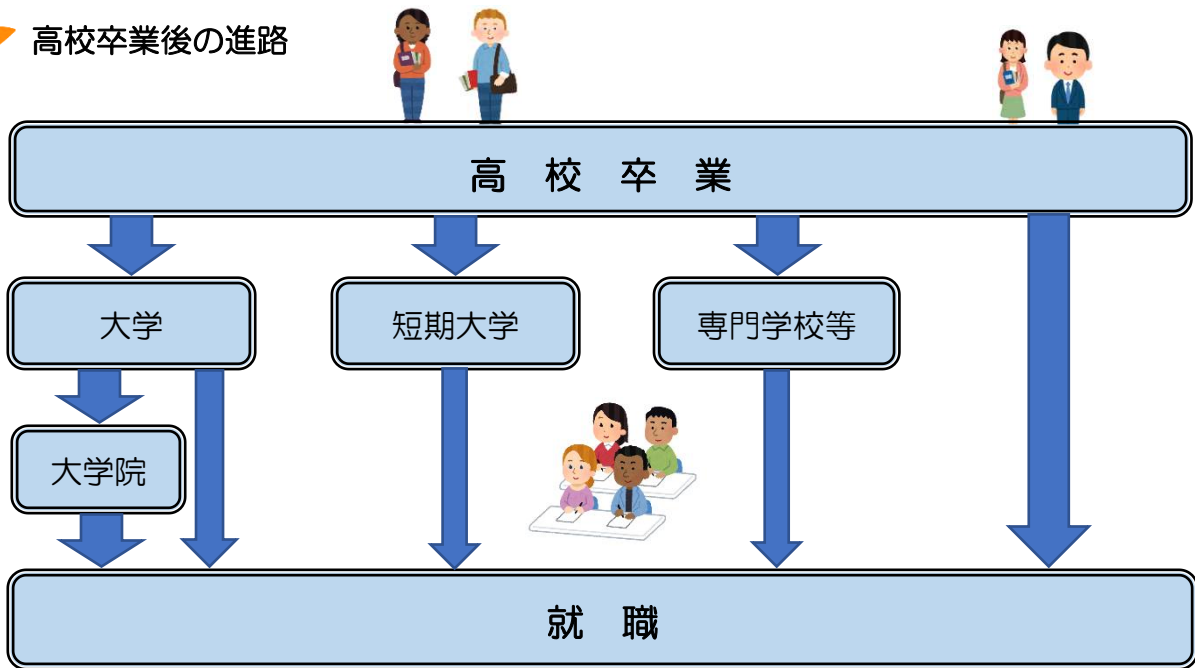 高校卒業後の進路
高 校 卒 業
大学
短期大学
専門学校等
大学院
就 職